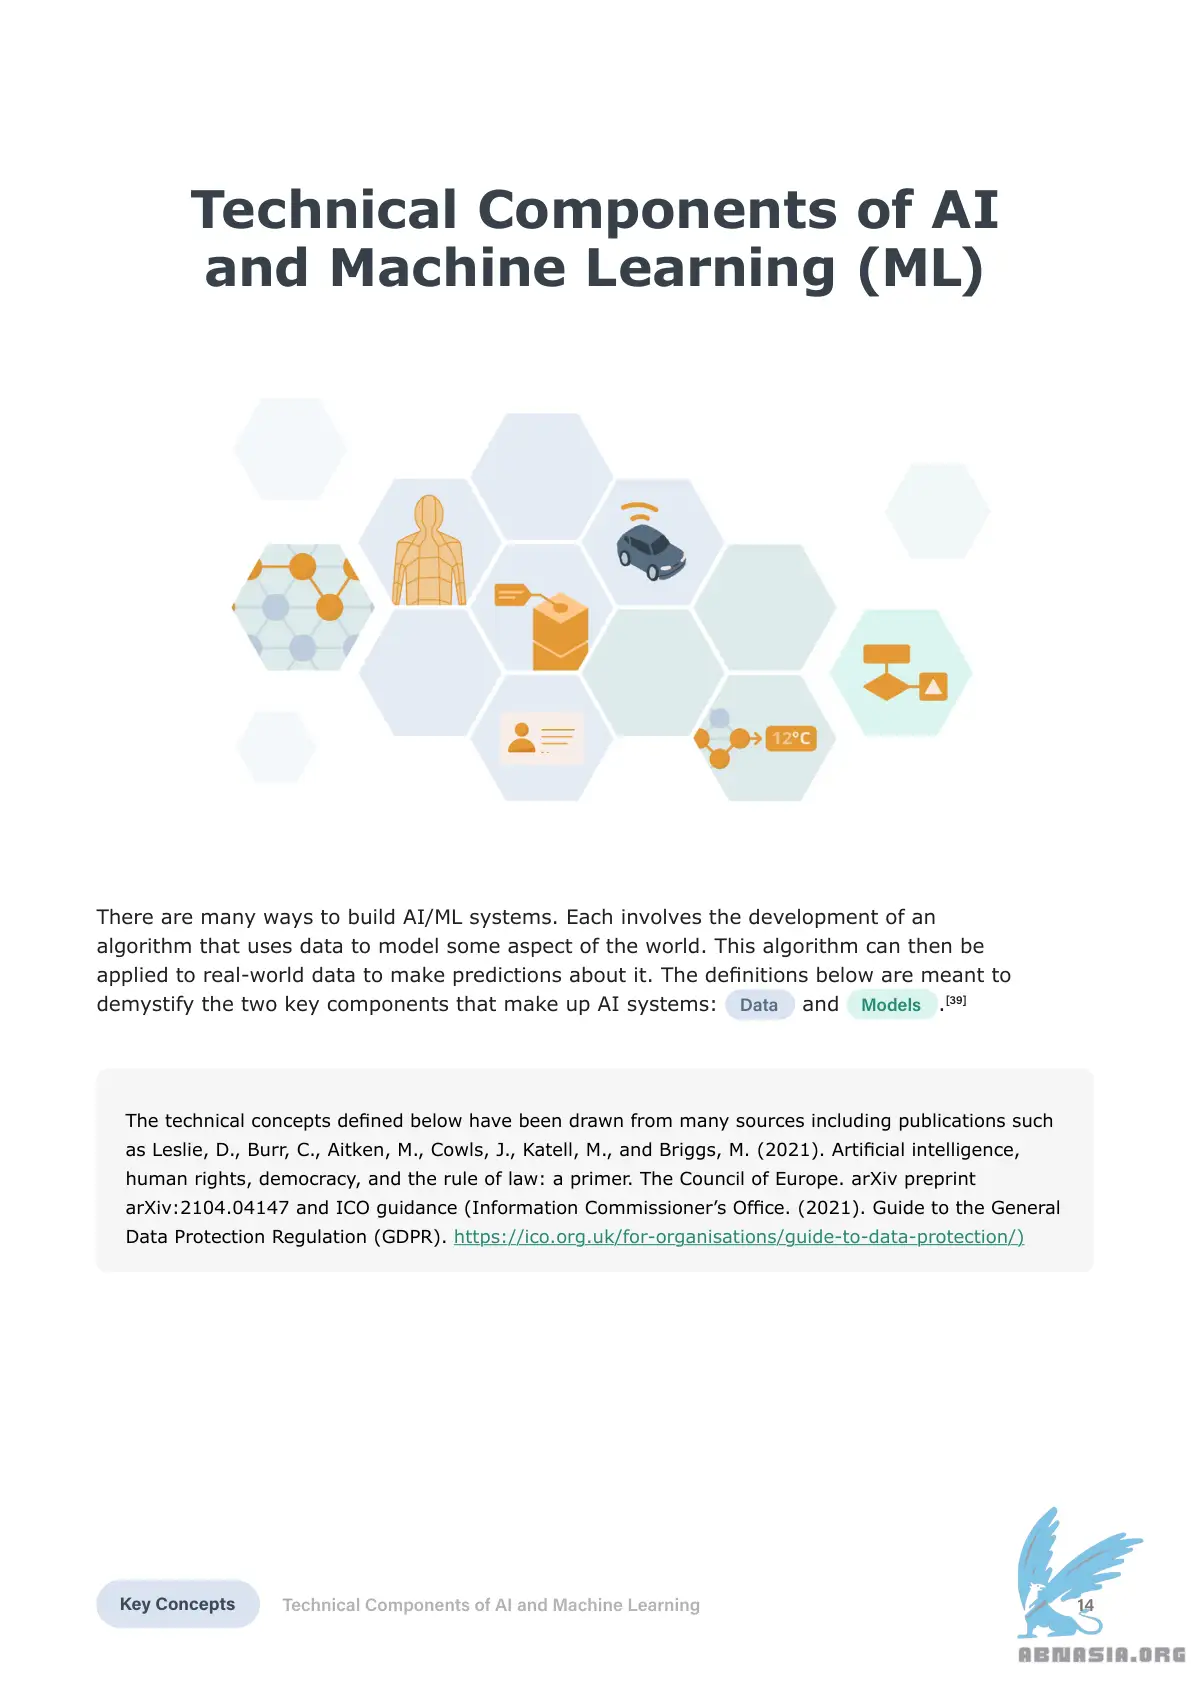 Technical Components of AI
and Machine Learning (ML)
12°C
There are many ways to build AI/ML systems. Each involves the development of an
algorithm that uses data to model some aspect of the world. This algorithm can then be
applied to real-world data to make predictions about it. The definitions below are meant to
demystify the two key components that make up AI systems: Data and Models .[39]
The technical concepts defined below have been drawn from many sources including publications such
as Leslie, D., Burr, C., Aitken, M., Cowls, J., Katell, M., and Briggs, M. (2021). Artificial intelligence,
human rights, democracy, and the rule of law: a primer. The Council of Europe. arXiv preprint
arXiv:2104.04147 and ICO guidance (Information Commissioner’s Office. (2021). Guide to the General
Data Protection Regulation (GDPR). https://ico.org.uk/for-organisations/guide-to-data-protection/)
Key Concepts Technical Components of AI and Machine Learning 14
ABNASIA.ORG